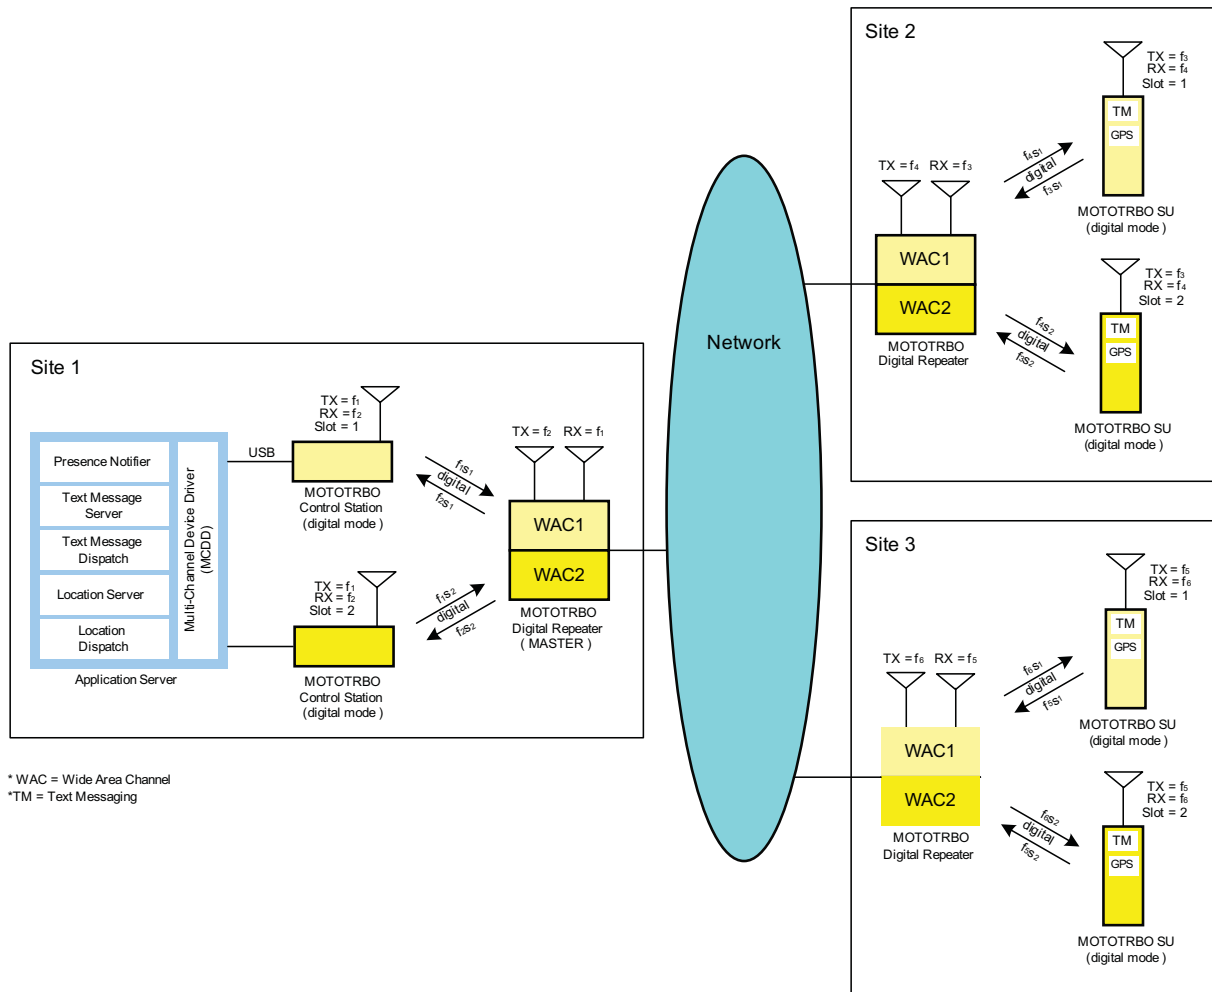 Site 1
Presence Notifier
Text Message
Server
Text Message
Dispatch
Location Server
Location
Dispatch
Multi-Channel Device Driver
(MCDD)
Application Server
USB
TX = f₁
RX = f₂
Slot = 1
MOTOTRBO
Control Station
(digital mode )
f₁s₁
digital
f₂s₁
TX = f₁
RX = f₂
Slot = 2
MOTOTRBO
Control Station
(digital mode )
f₁s₂
digital
f₂s₂
TX = f₂ RX = f₁
WAC1
WAC2
MOTOTRBO
Digital Repeater
( MASTER )
* WAC = Wide Area Channel
*TM = Text Messaging
Network
Site 2
TX = f₄ RX = f₃
WAC1
WAC2
MOTOTRBO
Digital Repeater
f₄s₁
digital
f₃s₁
TX = f₃
RX = f₄
Slot = 1
TM
GPS
MOTOTRBO SU
(digital mode )
f₄s₂
digital
f₃s₂
TX = f₃
RX = f₄
Slot = 2
TM
GPS
MOTOTRBO SU
(digital mode )
Site 3
TX = f₆ RX = f₅
WAC1
WAC2
MOTOTRBO
Digital Repeater
f₆s₁
digital
f₅s₁
TX = f₅
RX = f₆
Slot = 1
TM
GPS
MOTOTRBO SU
(digital mode )
f₆s₂
digital
f₅s₂
TX = f₅
RX = f₆
Slot = 2
TM
GPS
MOTOTRBO SU
(digital mode )